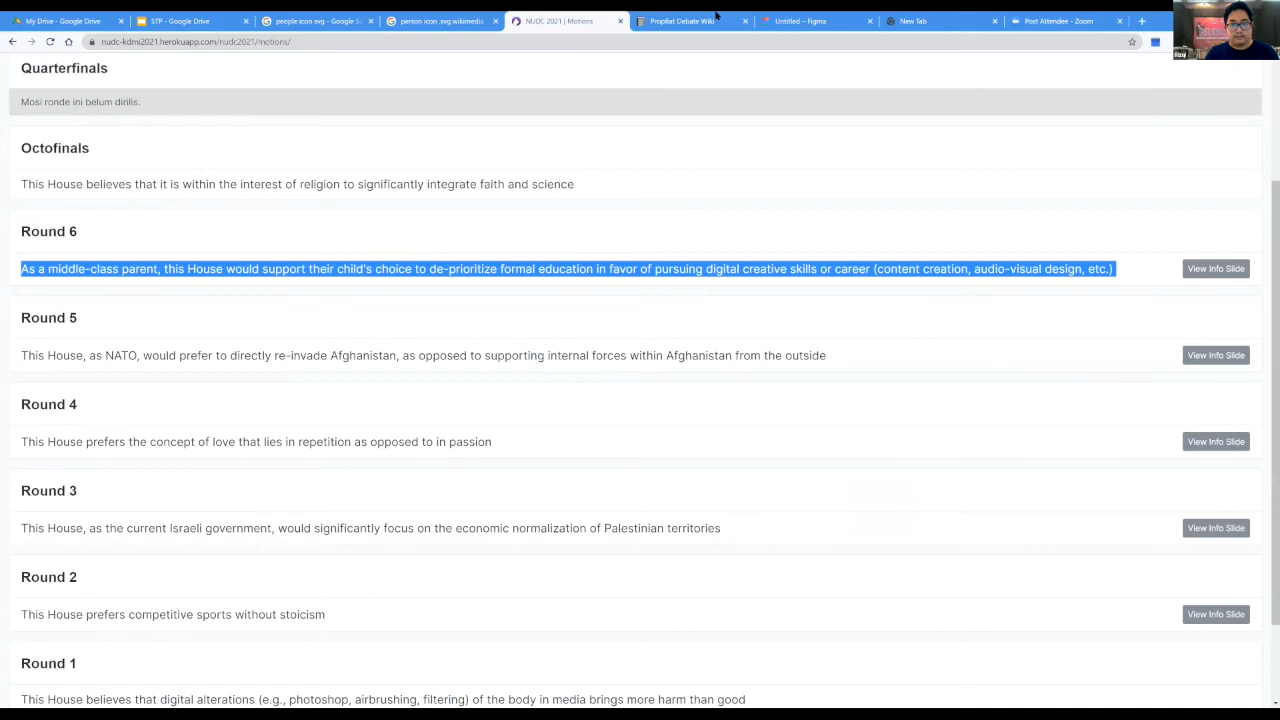 My Drive - Google Drive
STP - Google Drive
people icon svg - Google Se
person icon .svg wikimedia
NUDC 2021 | Motions
Propilat Debate Wiki
Untitled – Figma
New Tab
Post Attendee - Zoom
nudc-kdmi2021.herokuapp.com/nudc2021/motions/
Quarterfinals
Mosi ronde ini belum dirilis.
Octofinals
This House believes that it is within the interest of religion to significantly integrate faith and science
Round 6
As a middle-class parent, this House would support their child's choice to de-prioritize formal education in favor of pursuing digital creative skills or career (content creation, audio-visual design, etc.)
View Info Slide
Round 5
This House, as NATO, would prefer to directly re-invade Afghanistan, as opposed to supporting internal forces within Afghanistan from the outside
View Info Slide
Round 4
This House prefers the concept of love that lies in repetition as opposed to in passion
View Info Slide
Round 3
This House, as the current Israeli government, would significantly focus on the economic normalization of Palestinian territories
View Info Slide
Round 2
This House prefers competitive sports without stoicism
View Info Slide
Round 1
This House believes that digital alterations (e.g., photoshop, airbrushing, filtering) of the body in media brings more harm than good